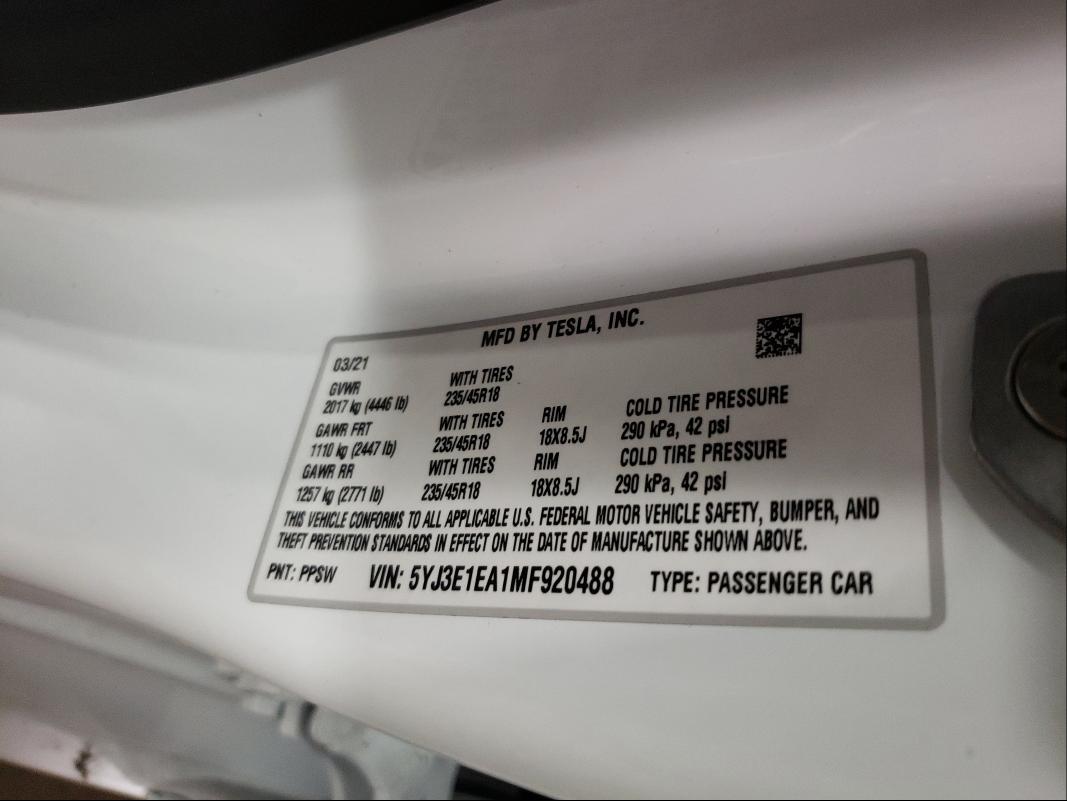 MFD BY TESLA, INC.
03/21
GVWR WITH TIRES
2017 kg (4446 lb) 235/45R18
GAWR FRT WITH TIRES RIM COLD TIRE PRESSURE
1110 kg (2447 lb) 235/45R18 18X8.5J 290 kPa, 42 psi
GAWR RR WITH TIRES RIM COLD TIRE PRESSURE
1257 kg (2771 lb) 235/45R18 18X8.5J 290 kPa, 42 psi
THIS VEHICLE CONFORMS TO ALL APPLICABLE U.S. FEDERAL MOTOR VEHICLE SAFETY, BUMPER, AND
THEFT PREVENTION STANDARDS IN EFFECT ON THE DATE OF MANUFACTURE SHOWN ABOVE.
PNT: PPSW VIN: 5YJ3E1EA1MF920488 TYPE: PASSENGER CAR